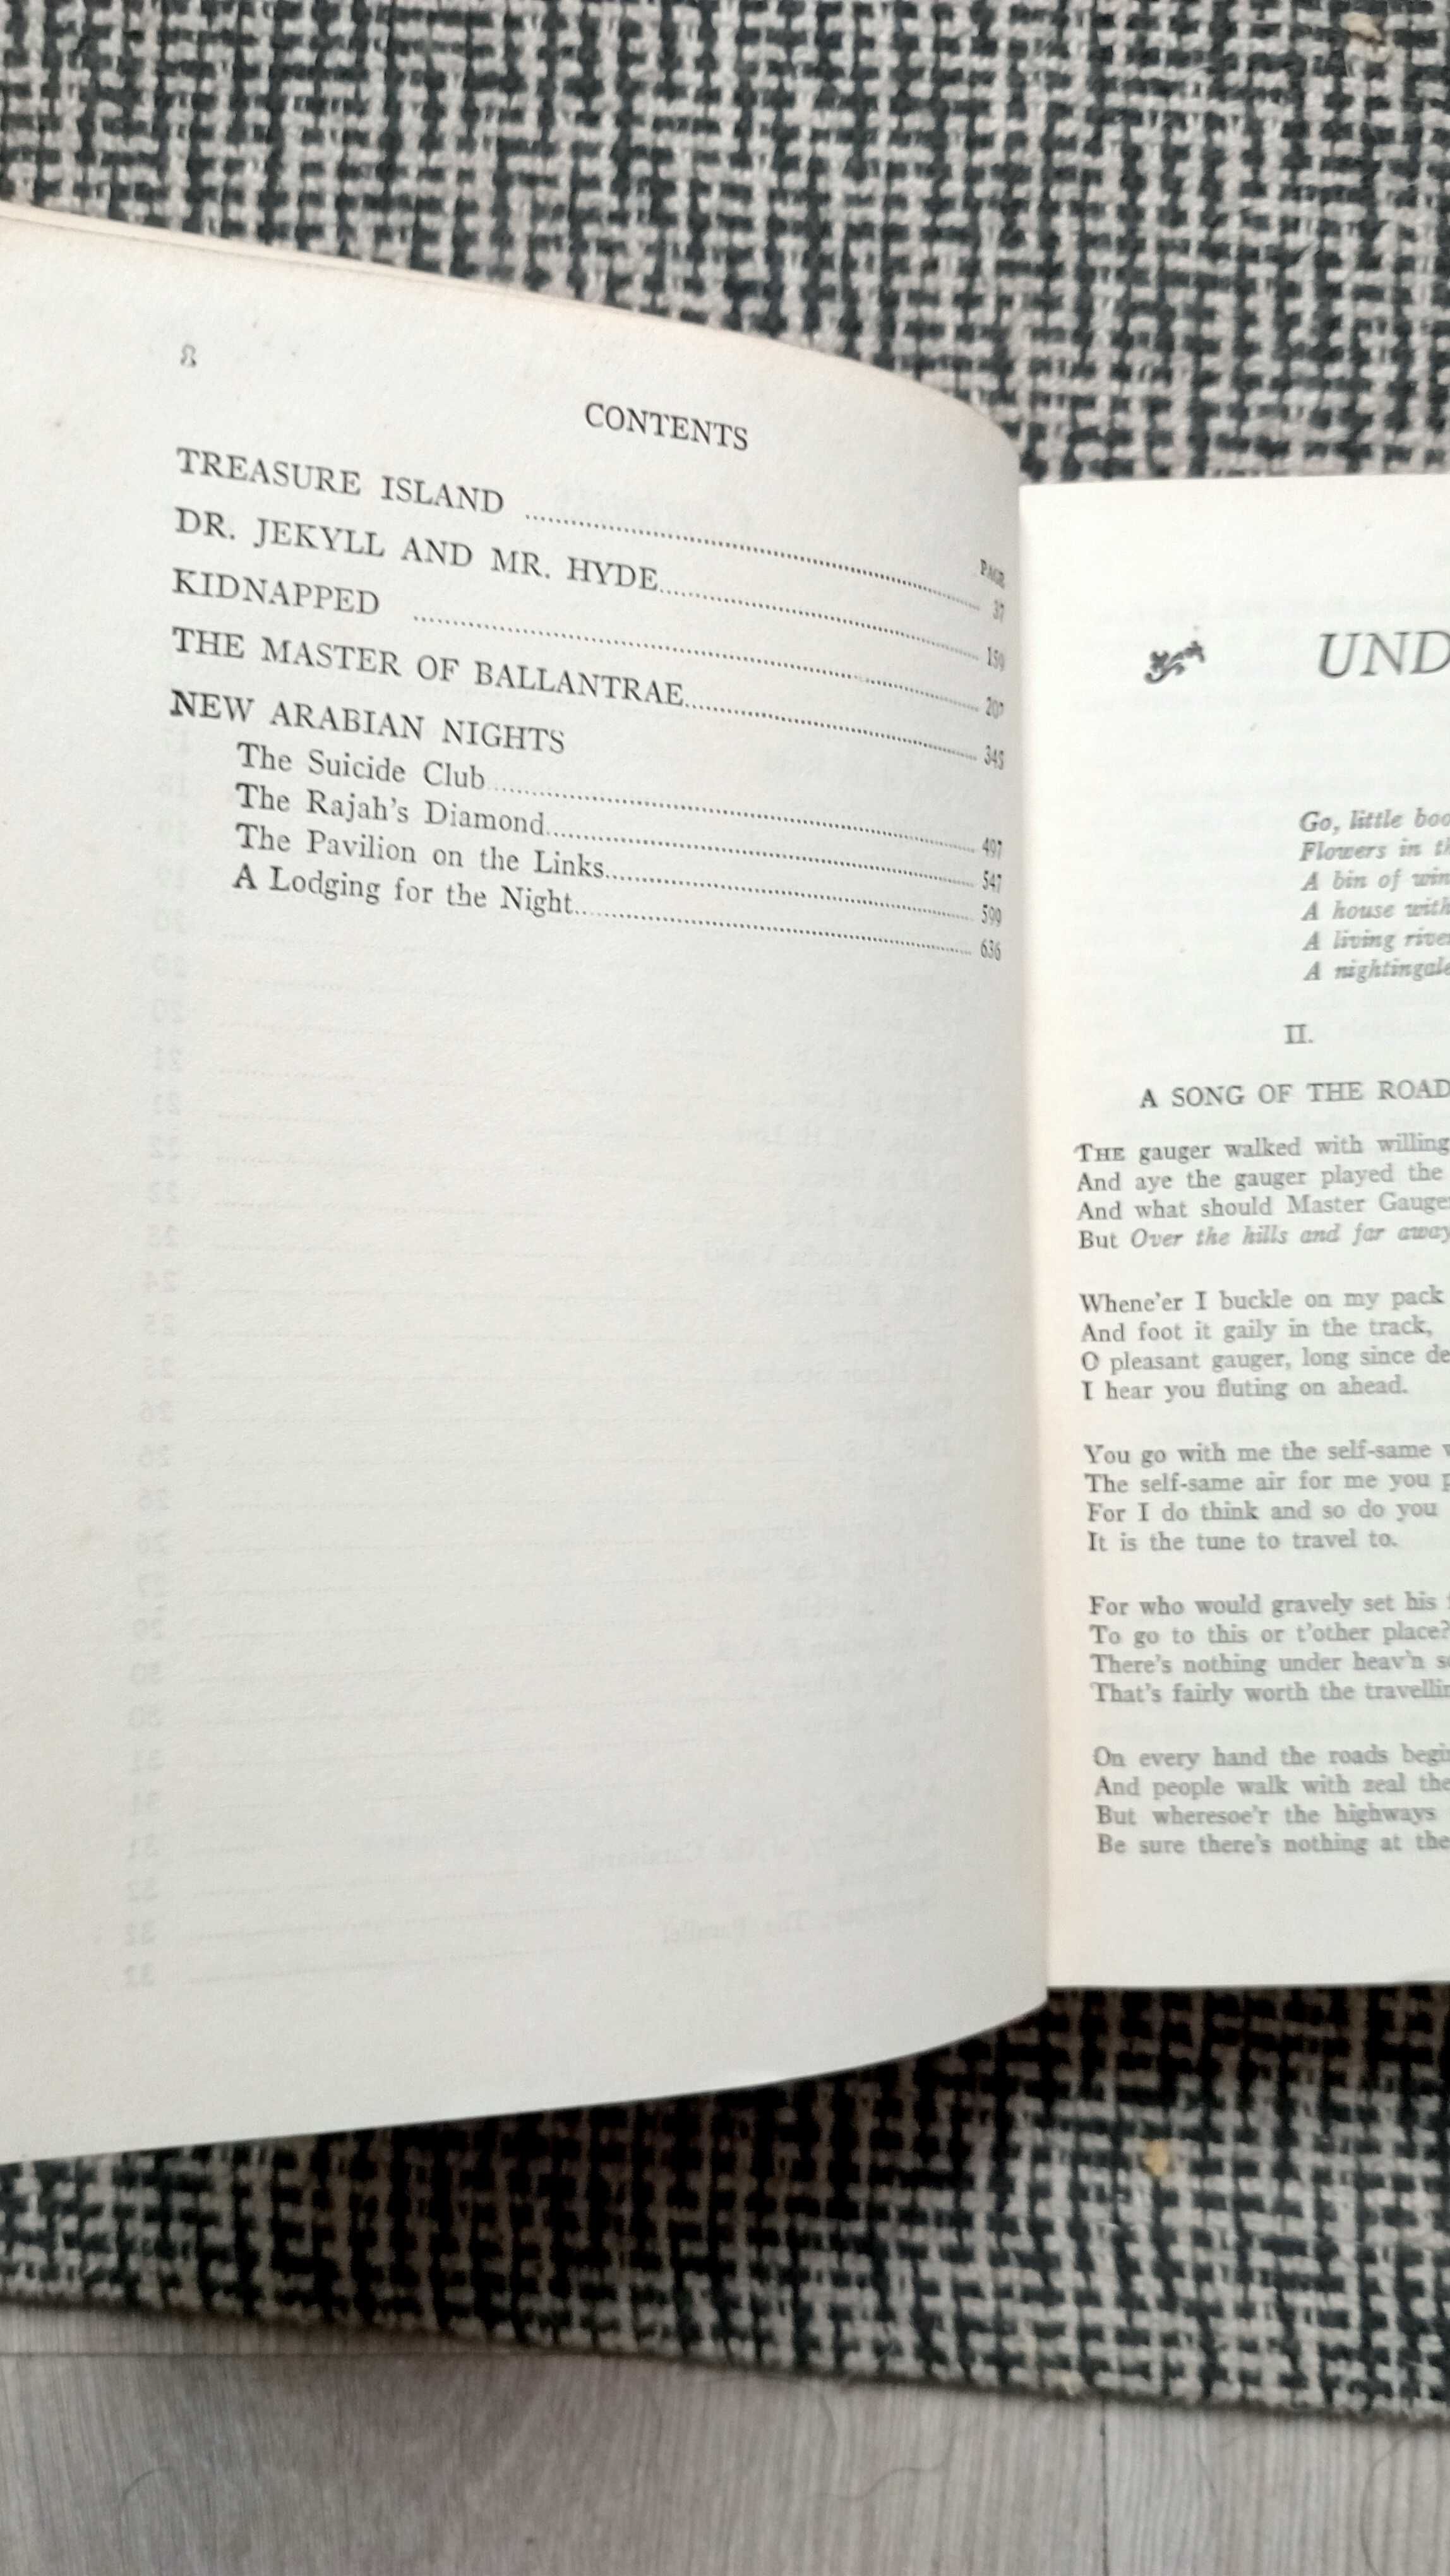 8
CONTENTS
PAGE
TREASURE ISLAND ........ 37
DR. JEKYLL AND MR. HYDE........ 159
KIDNAPPED ........ 207
THE MASTER OF BALLANTRAE........ 345
NEW ARABIAN NIGHTS
The Suicide Club........ 497
The Rajah's Diamond........ 547
The Pavilion on the Links........ 599
A Lodging for the Night........ 636
UND
Go, little boo
Flowers in th
A bin of win
A house with
A living rive
A nightingale
II.
A SONG OF THE ROAD
THE gauger walked with willing
And aye the gauger played the
And what should Master Gauge
But Over the hills and far away
Whene'er I buckle on my pack
And foot it gaily in the track,
O pleasant gauger, long since de
I hear you fluting on ahead.
You go with me the self-same
The self-same air for me you p
For I do think and so do you
It is the tune to travel to.
For who would gravely set his
To go to this or t'other place?
There's nothing under heav'n s
That's fairly worth the travellin
On every hand the roads begin
And people walk with zeal the
But wheresoe'r the highways
Be sure there's nothing at the